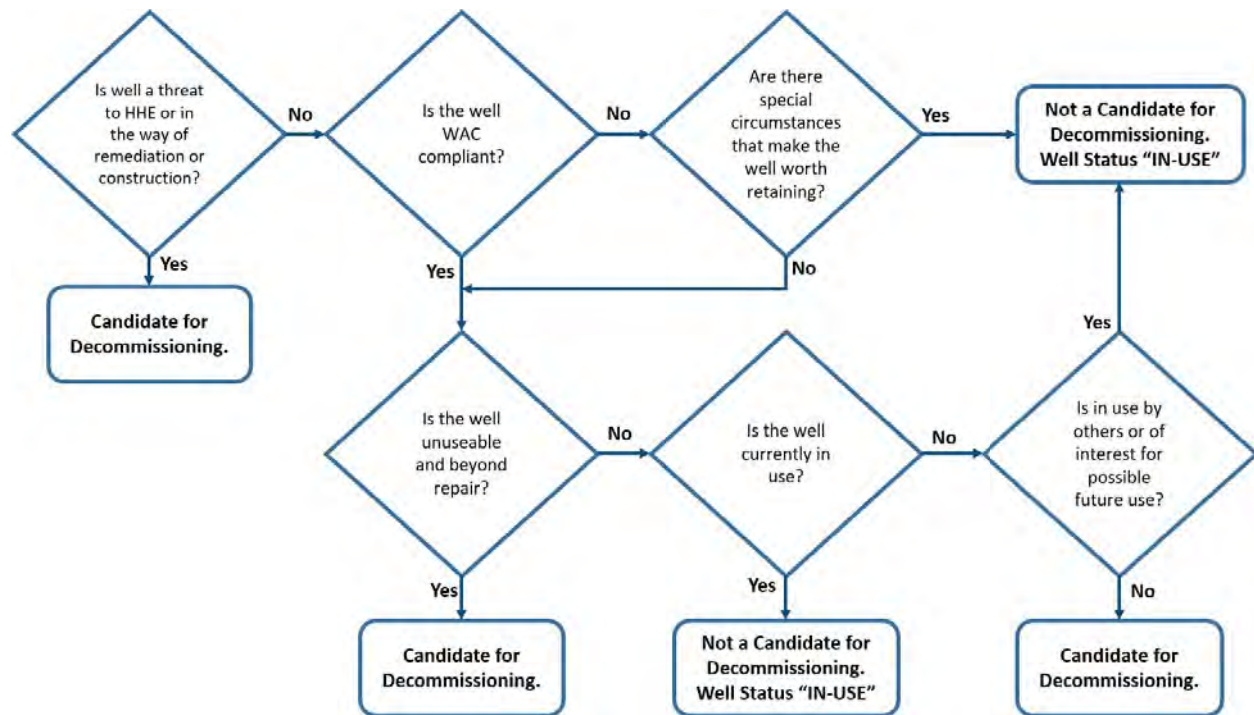 Is well a threat
to HHE or in
the way of
remediation or
construction?
No
Is the well
WAC
compliant?
No
Are there
special
circumstances
that make the
well worth
retaining?
Yes
Not a Candidate for
Decommissioning.
Well Status “IN-USE”
Yes
Candidate for
Decommissioning.
Yes
No
Is the well
unuseable
and beyond
repair?
No
Is the well
currently in
use?
No
Is in use by
others or of
interest for
possible
future use?
Yes
Yes
Candidate for
Decommissioning.
Yes
Not a Candidate for
Decommissioning.
Well Status “IN-USE”
No
Candidate for
Decommissioning.